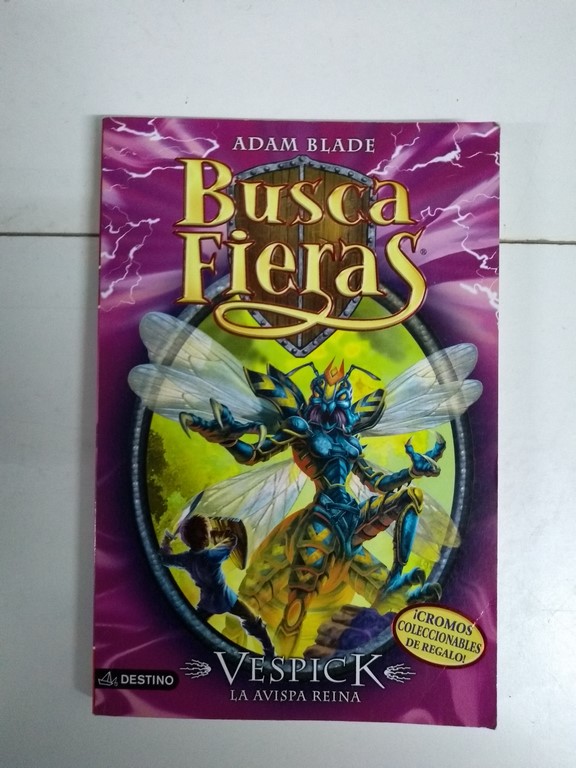 ADAM BLADE
Busca
Fieras®
¡CROMOS
COLECCIONABLES
DE REGALO!
VESPICK
LA AVISPA REINA
DESTINO